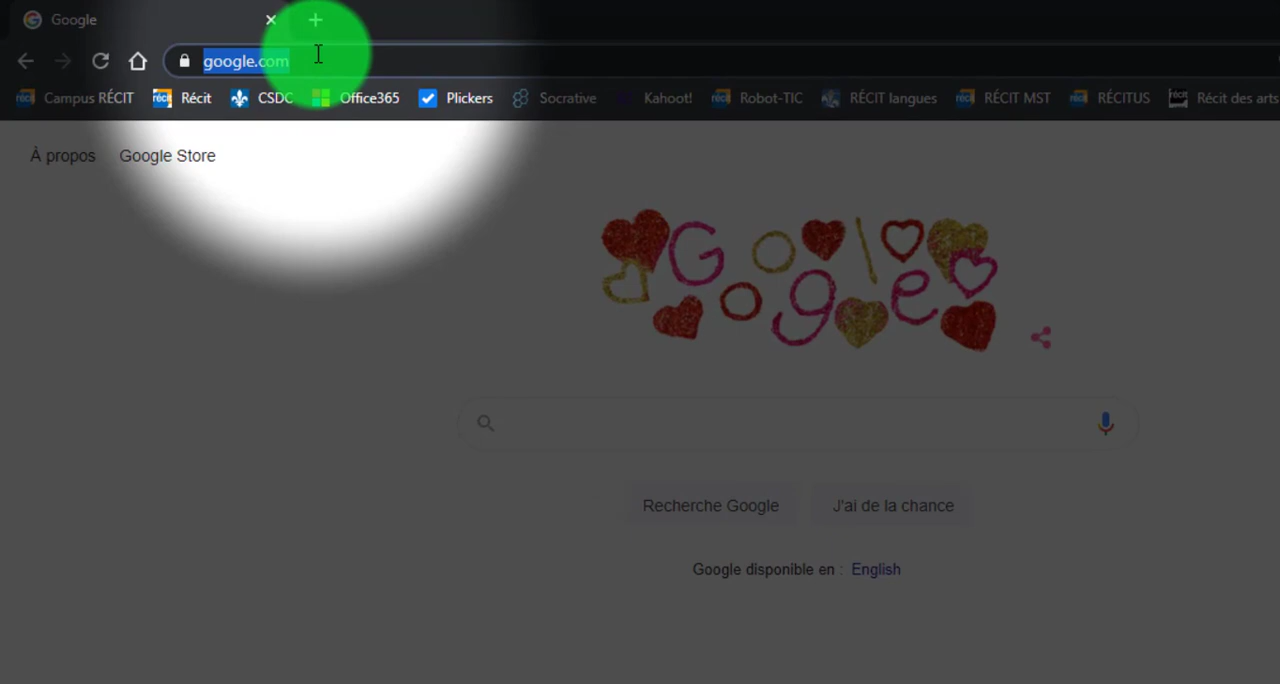 Google
google.com
Campus RÉCIT Récit CSDC Office365 Plickers Socrative Kahoot! Robot-TIC RÉCIT langues RÉCIT MST RÉCITUS Récit des arts
À propos Google Store
Google
Recherche Google J'ai de la chance
Google disponible en : English